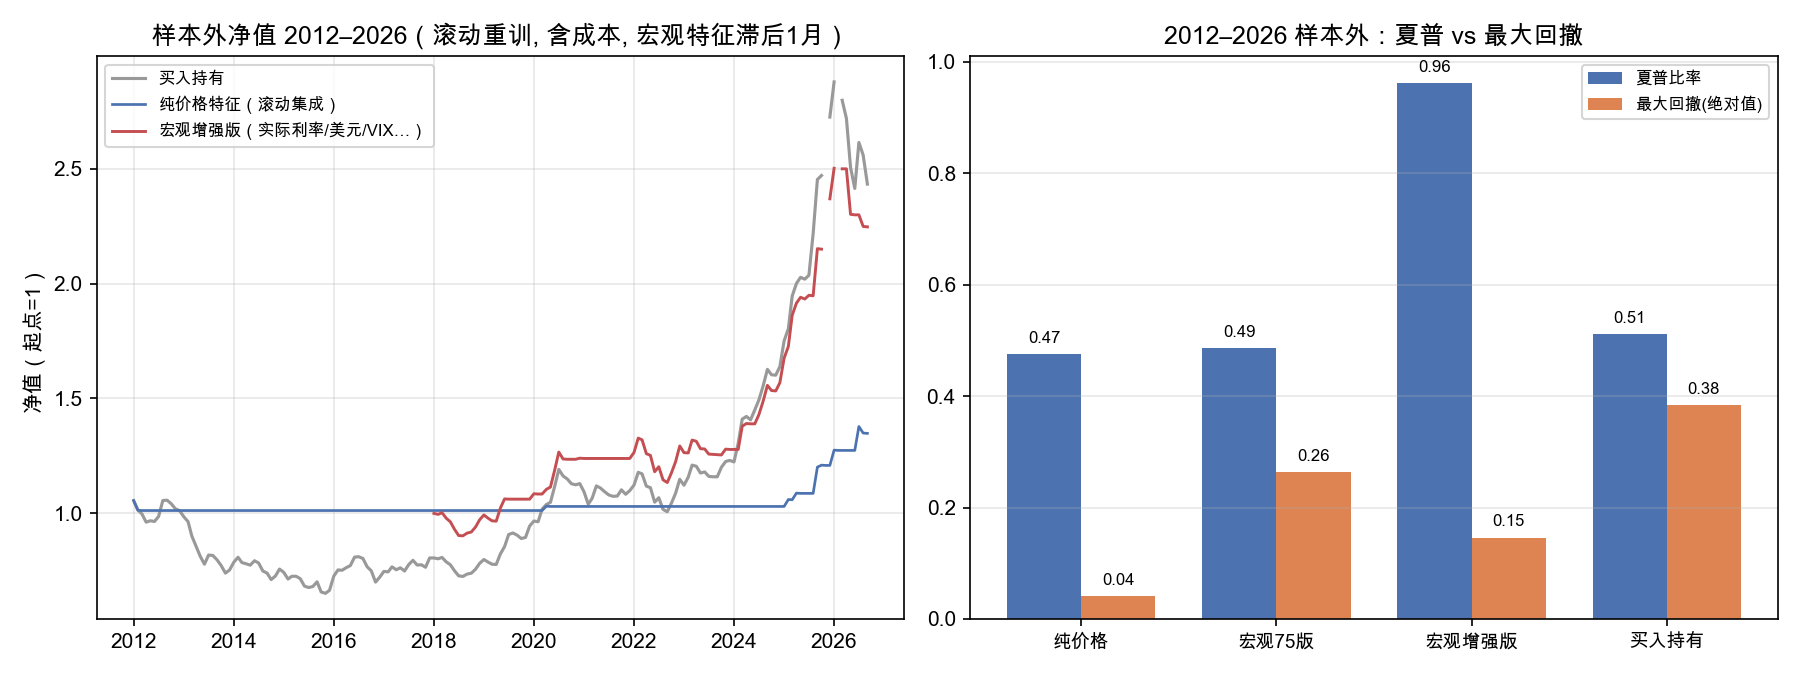 样本外净值 2012–2026（滚动重训, 含成本, 宏观特征滞后1月）
买入持有
纯价格特征（滚动集成）
宏观增强版（实际利率/美元/VIX…）
净值（起点=1）
2.5
2.0
1.5
1.0
2012 2014 2016 2018 2020 2022 2024 2026
2012–2026 样本外：夏普 vs 最大回撤
夏普比率
最大回撤(绝对值)
1.0
0.8
0.6
0.4
0.2
0.0
0.47
0.04
0.49
0.26
0.96
0.15
0.51
0.38
纯价格 宏观75版 宏观增强版 买入持有